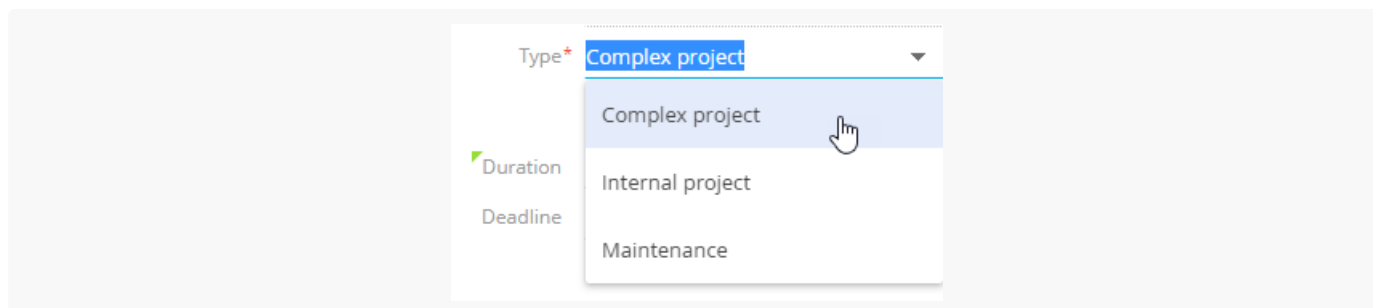 Type* Complex project
Complex project
Duration
Internal project
Deadline
Maintenance